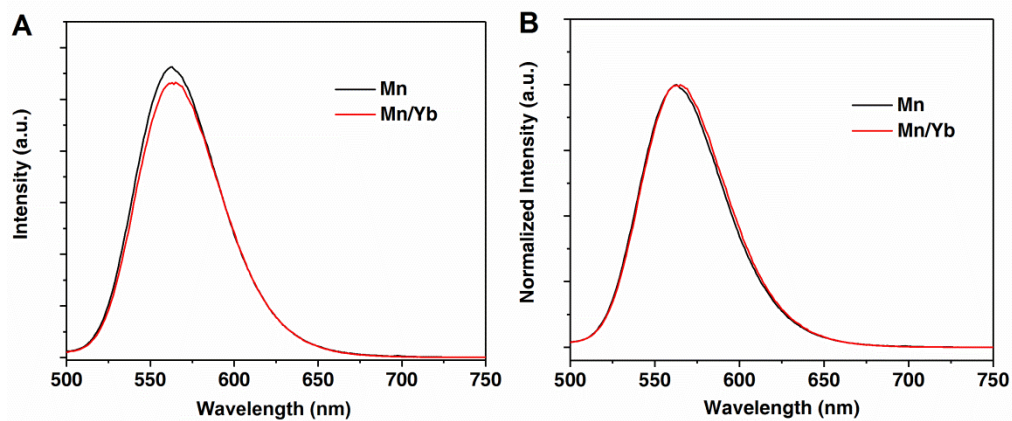 A
Intensity (a.u.)
Mn
Mn/Yb
500 550 600 650 700 750
Wavelength (nm)
B
Normalized Intensity (a.u.)
Mn
Mn/Yb
500 550 600 650 700 750
Wavelength (nm)